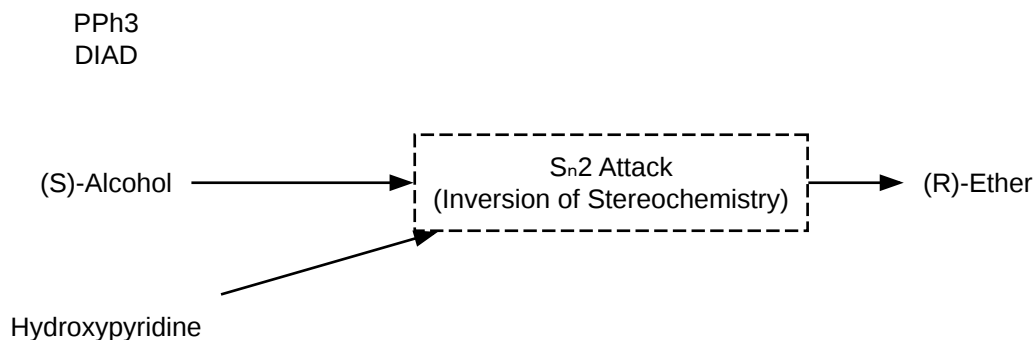 PPh3
DIAD
(S)-Alcohol
Sₙ2 Attack
(Inversion of Stereochemistry)
(R)-Ether
Hydroxypyridine